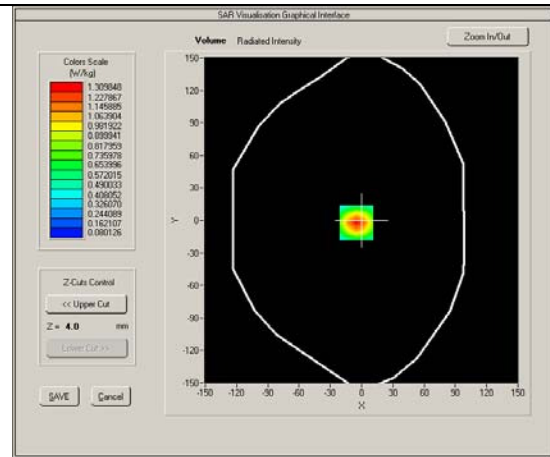 SAR Visualisation Graphical Interface
Volume Radiated Intensity
Zoom In/Out
Colors Scale
(W/kg)
1.309848
1.227867
1.145885
1.063904
0.981922
0.899941
0.817959
0.735978
0.653996
0.572015
0.490033
0.408052
0.326070
0.244089
0.162107
0.080126
Z-Cuts Control
<< Upper Cut
Z = 4.0 mm
Lower Cut >>
SAVE
Cancel
150
120
90
60
30
0
-30
-60
-90
-120
-150
Y
-150 -120 -90 -60 -30 0 30 60 90 120 150
X